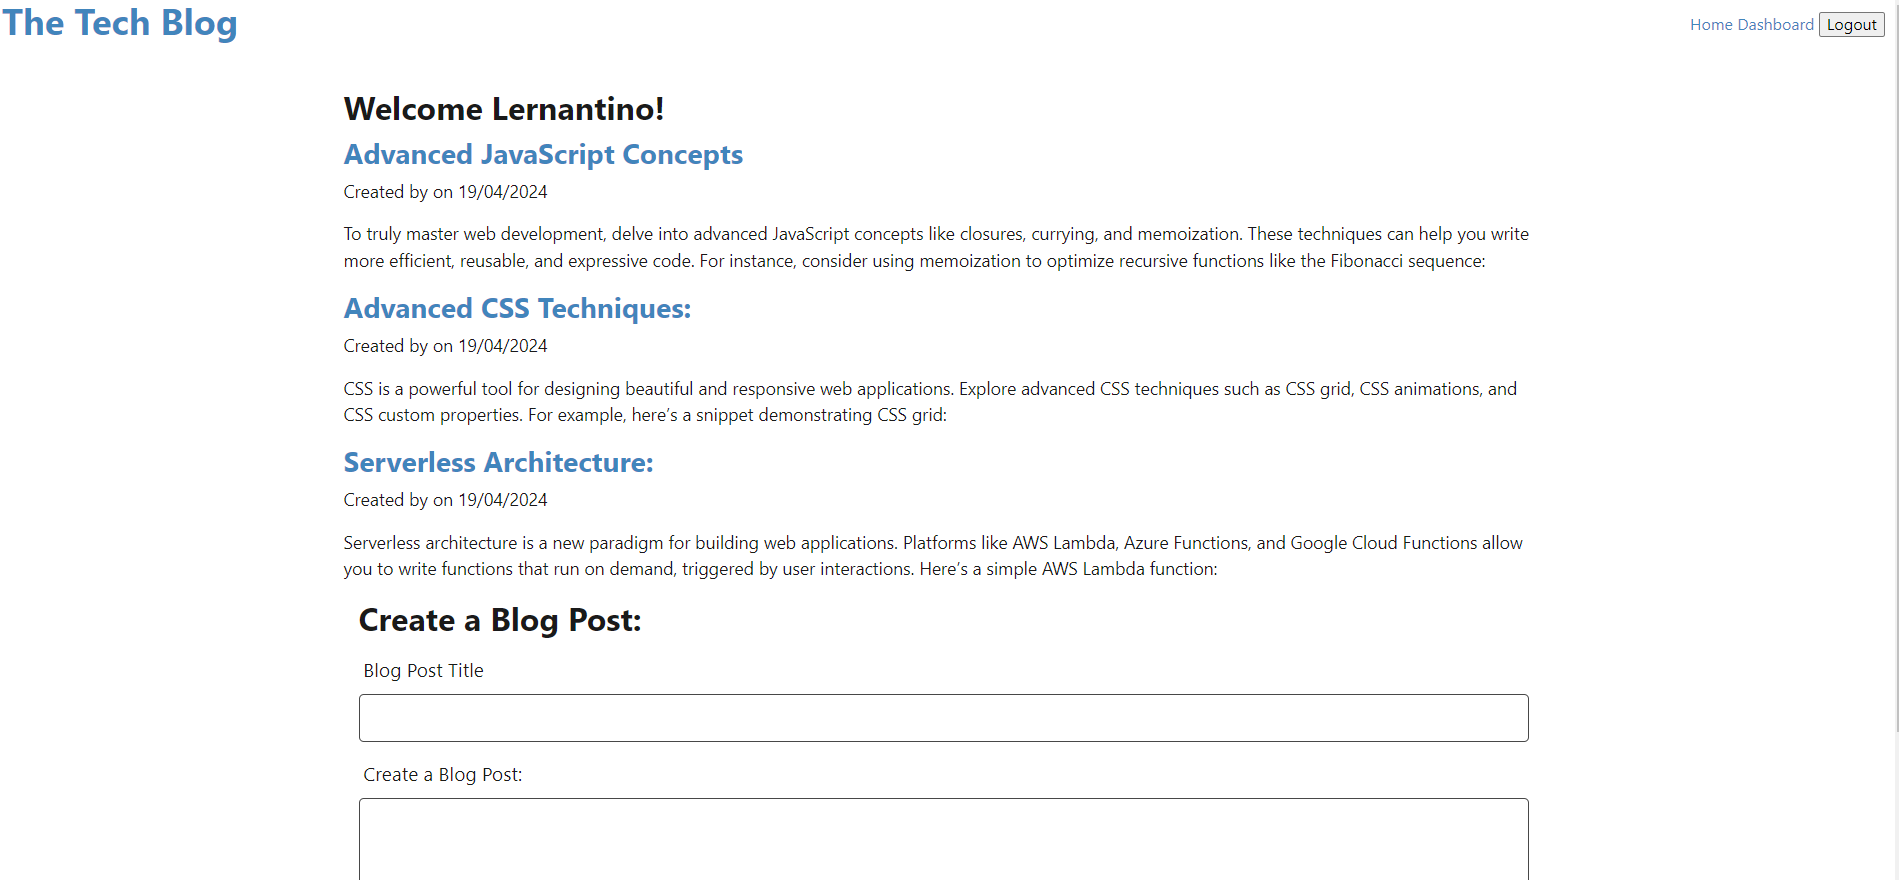 The Tech Blog
Home Dashboard Logout
Welcome Lernantino!
Advanced JavaScript Concepts
Created by on 19/04/2024
To truly master web development, delve into advanced JavaScript concepts like closures, currying, and memoization. These techniques can help you write
more efficient, reusable, and expressive code. For instance, consider using memoization to optimize recursive functions like the Fibonacci sequence:
Advanced CSS Techniques:
Created by on 19/04/2024
CSS is a powerful tool for designing beautiful and responsive web applications. Explore advanced CSS techniques such as CSS grid, CSS animations, and
CSS custom properties. For example, here’s a snippet demonstrating CSS grid:
Serverless Architecture:
Created by on 19/04/2024
Serverless architecture is a new paradigm for building web applications. Platforms like AWS Lambda, Azure Functions, and Google Cloud Functions allow
you to write functions that run on demand, triggered by user interactions. Here’s a simple AWS Lambda function:
Create a Blog Post:
Blog Post Title
Create a Blog Post: